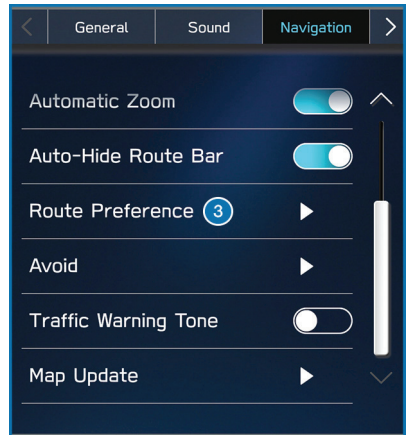 General Sound Navigation
Automatic Zoom
Auto-Hide Route Bar
Route Preference 3
Avoid
Traffic Warning Tone
Map Update